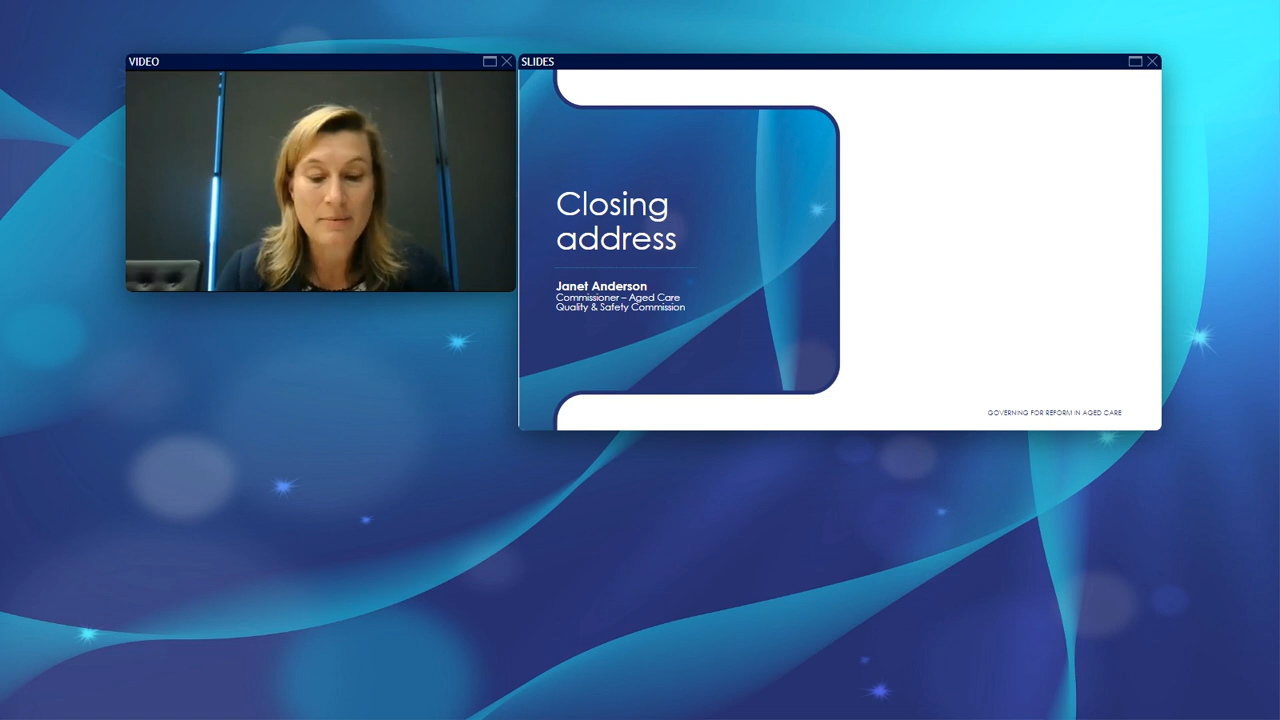 VIDEO
SLIDES
Closing
address
Janet Anderson
Commissioner – Aged Care
Quality & Safety Commission
GOVERNING FOR REFORM IN AGED CARE